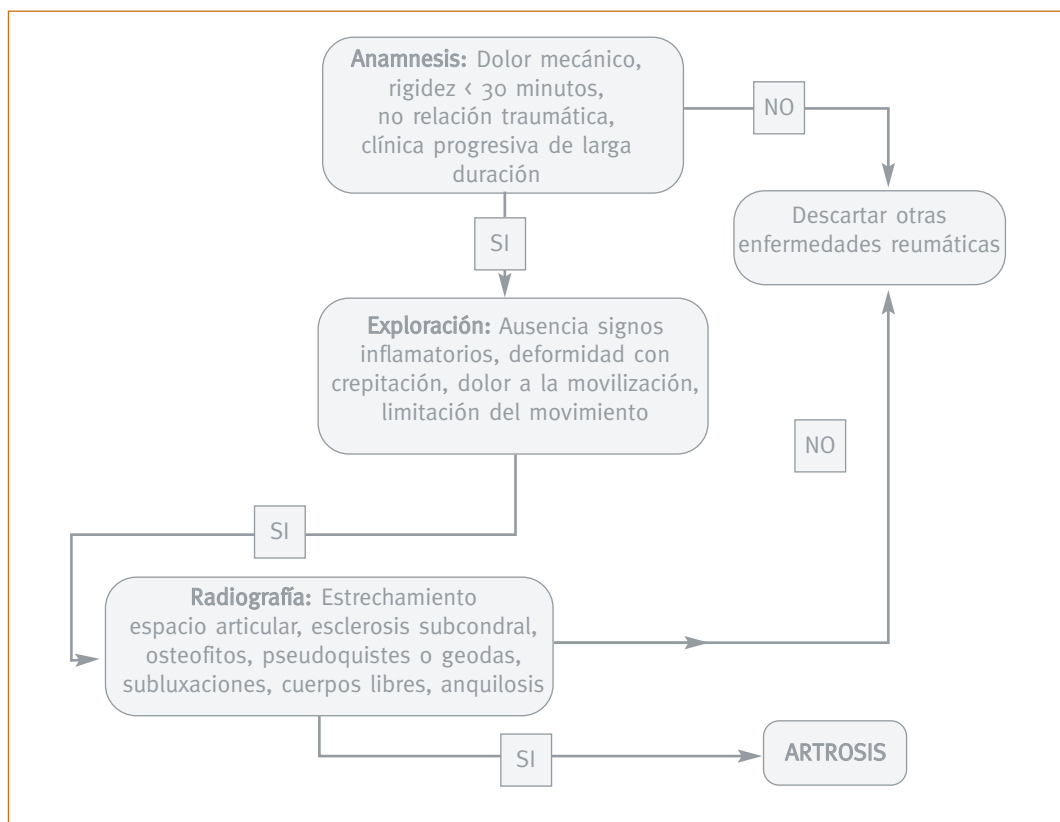 Anamnesis: Dolor mecánico,
rigidez < 30 minutos,
no relación traumática,
clínica progresiva de larga
duración
NO
Descartar otras
enfermedades reumáticas
SI
Exploración: Ausencia signos
inflamatorios, deformidad con
crepitación, dolor a la movilización,
limitación del movimiento
NO
SI
Radiografía: Estrechamiento
espacio articular, esclerosis subcondral,
osteofitos, pseudoquistes o geodas,
subluxaciones, cuerpos libres, anquilosis
SI
ARTROSIS